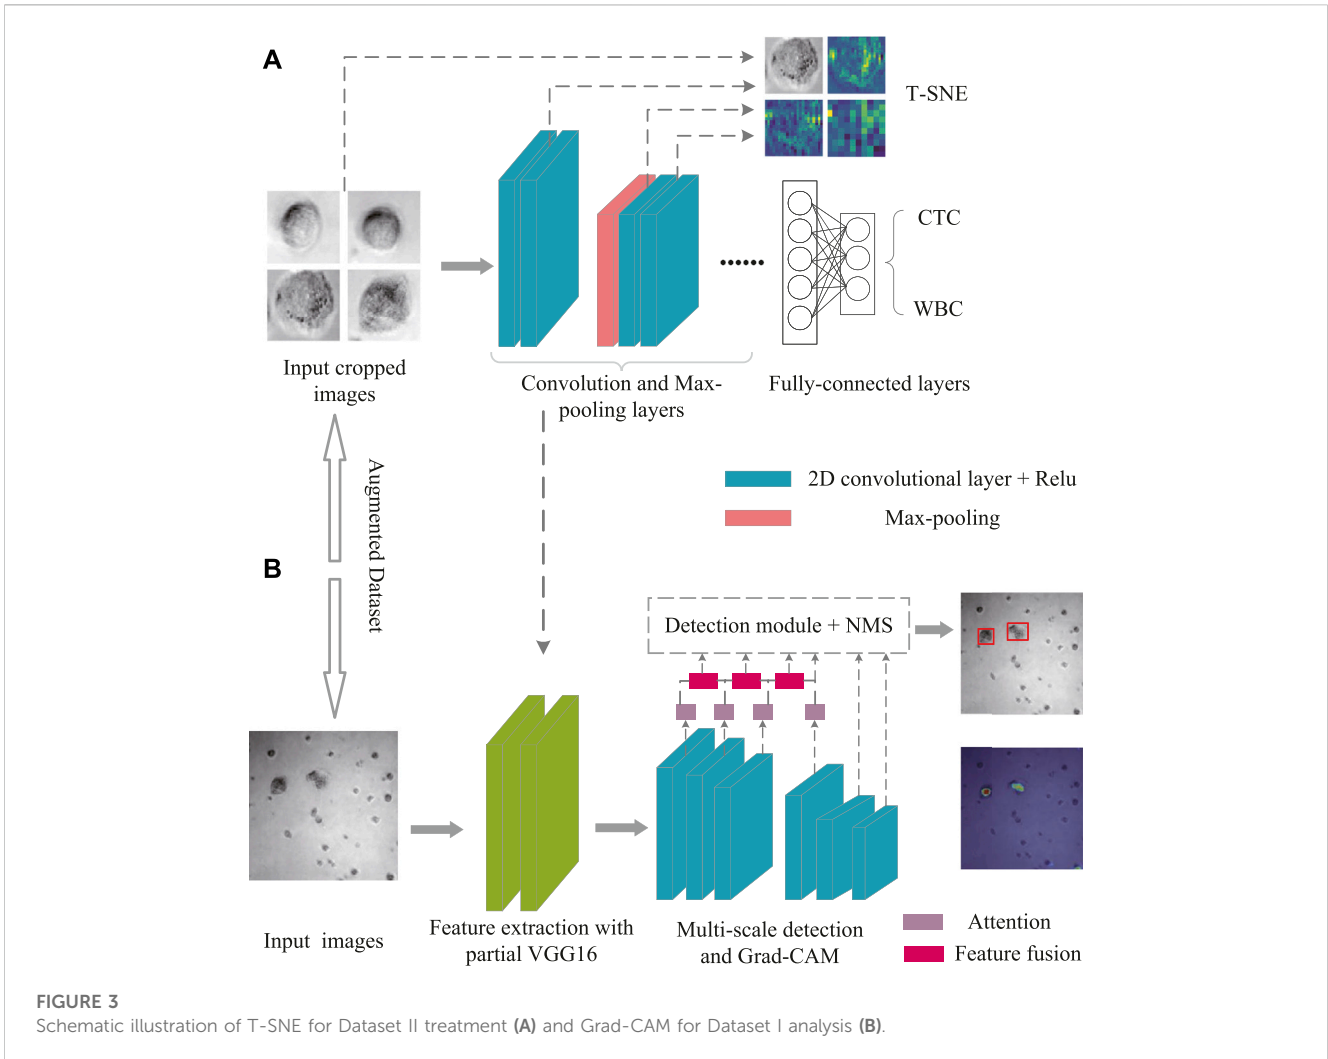 A
T-SNE
CTC
WBC
Input cropped
images
Convolution and Max-
pooling layers
Fully-connected layers
Augmented Dataset
2D convolutional layer + Relu
Max-pooling
B
Detection module + NMS
Input images
Feature extraction with
partial VGG16
Multi-scale detection
and Grad-CAM
Attention
Feature fusion
FIGURE 3
Schematic illustration of T-SNE for Dataset II treatment (A) and Grad-CAM for Dataset I analysis (B).